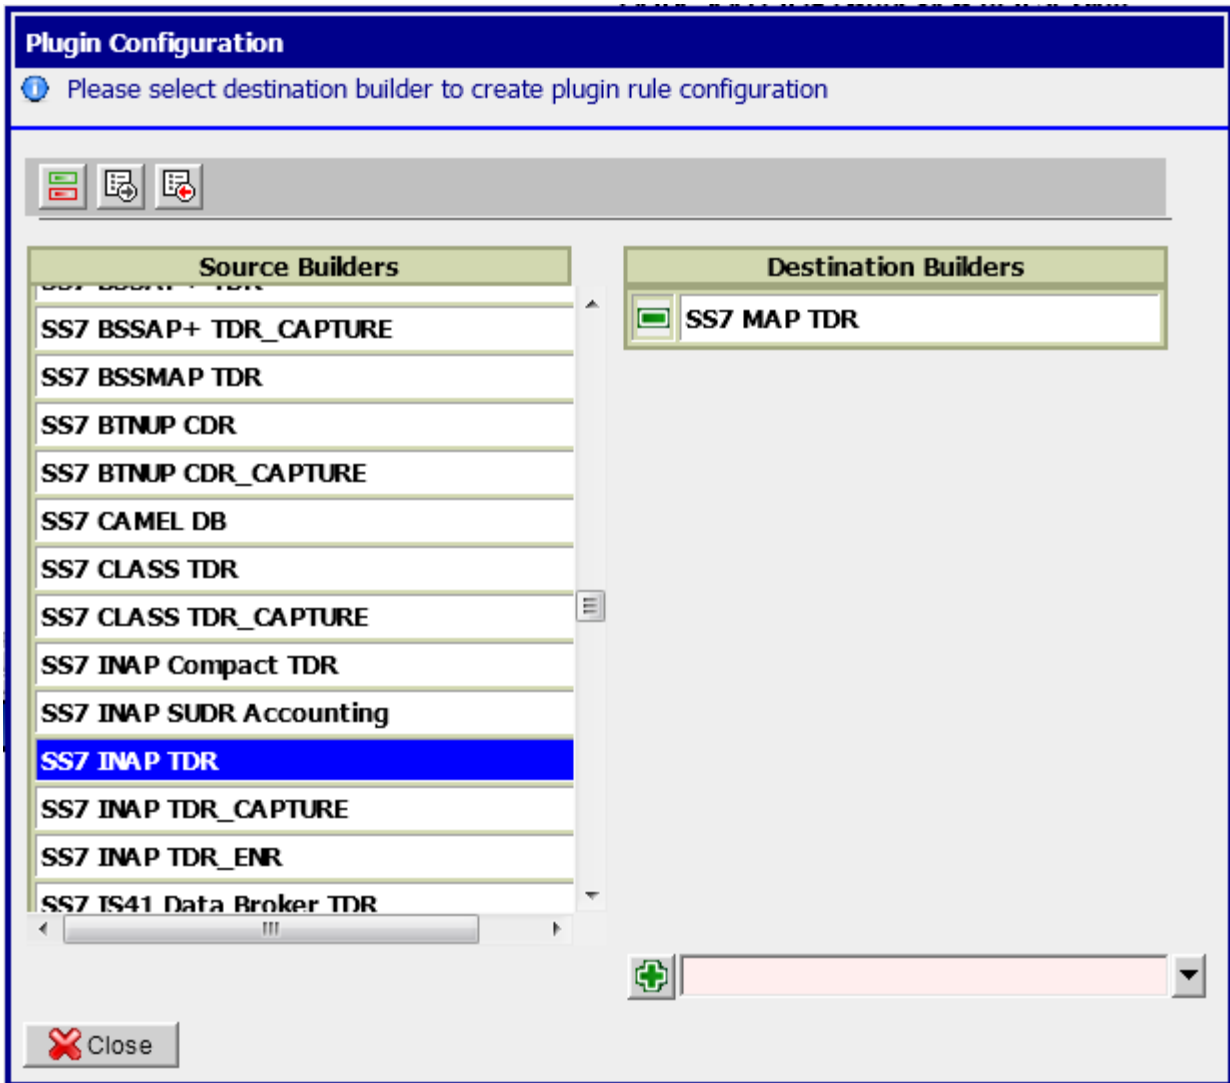 Plugin Configuration
Please select destination builder to create plugin rule configuration
Source Builders
SS7 BSSAP+ TDR
SS7 BSSAP+ TDR_CAPTURE
SS7 BSSMAP TDR
SS7 BTNUP CDR
SS7 BTNUP CDR_CAPTURE
SS7 CAMEL DB
SS7 CLASS TDR
SS7 CLASS TDR_CAPTURE
SS7 INAP Compact TDR
SS7 INAP SUDR Accounting
SS7 INAP TDR
SS7 INAP TDR_CAPTURE
SS7 INAP TDR_ENR
SS7 IS41 Data Broker TDR
Destination Builders
SS7 MAP TDR
Close